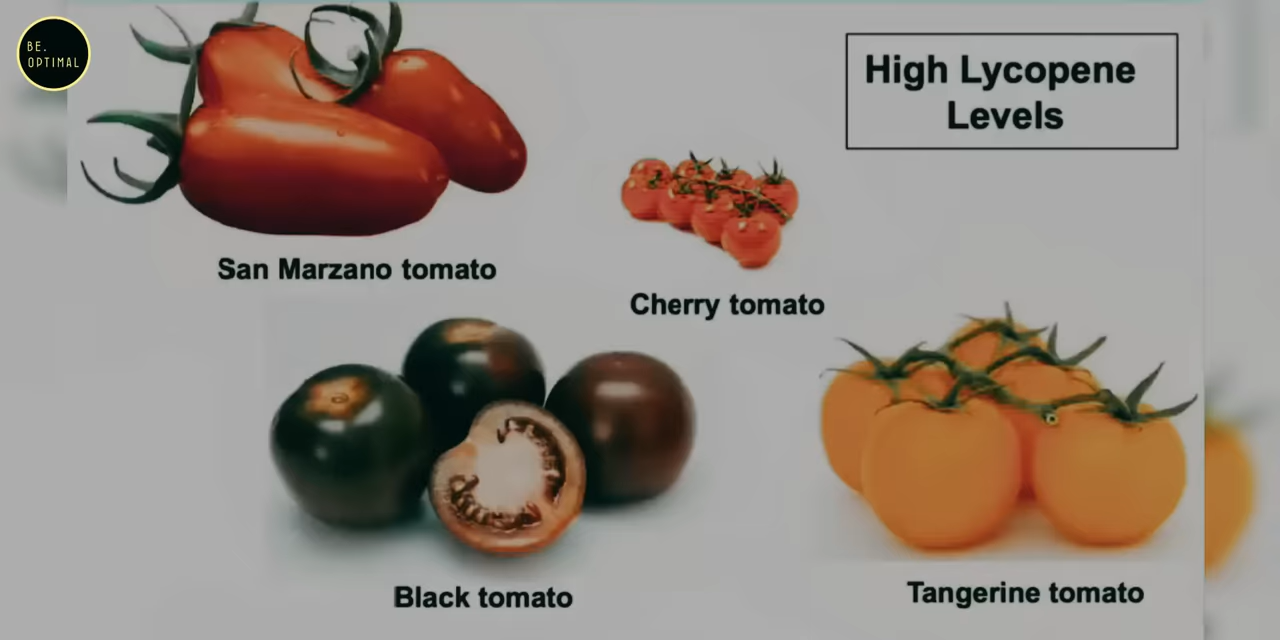 BE.
OPTIMAL
High Lycopene
Levels
San Marzano tomato
Cherry tomato
Black tomato
Tangerine tomato